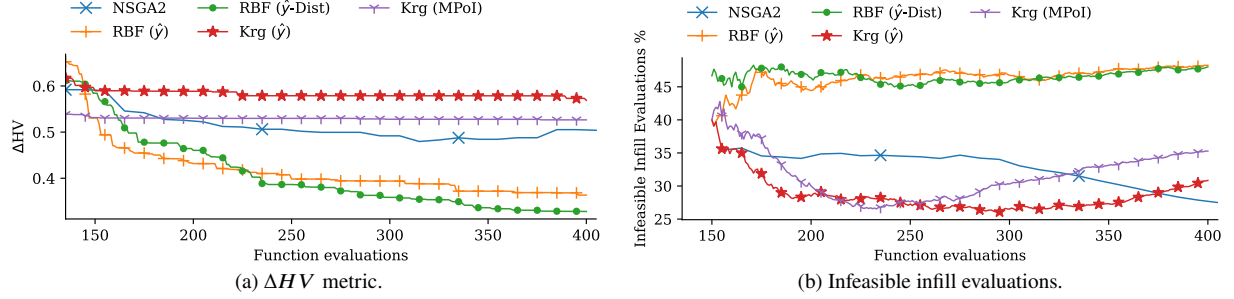 NSGA2 RBF (ŷ-Dist) Krg (MPoI)
RBF (ŷ) Krg (ŷ)
ΔHV
0.6
0.5
0.4
150 200 250 300 350 400
Function evaluations
(a) ΔHV metric.
NSGA2 RBF (ŷ-Dist) Krg (MPoI)
RBF (ŷ) Krg (ŷ)
Infeasible Infill Evaluations %
45
40
35
30
25
150 200 250 300 350 400
Function evaluations
(b) Infeasible infill evaluations.